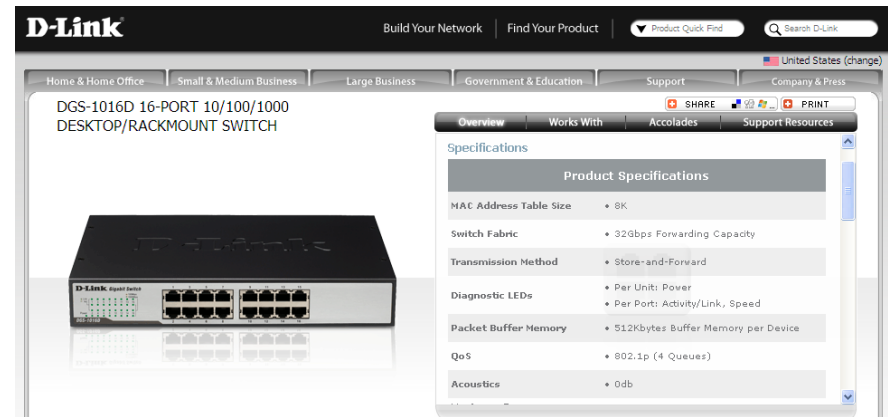 D-Link
Build Your Network
Find Your Product
Product Quick Find
Search D-Link
United States (change)
Home & Home Office
Small & Medium Business
Large Business
Government & Education
Support
Company & Press
DGS-1016D 16-PORT 10/100/1000
DESKTOP/RACKMOUNT SWITCH
SHARE
PRINT
Overview
Works With
Accolades
Support Resources
Specifications
Product Specifications
MAC Address Table Size
• 8K
Switch Fabric
• 32Gbps Forwarding Capacity
Transmission Method
• Store-and-Forward
Diagnostic LEDs
• Per Unit: Power
• Per Port: Activity/Link, Speed
Packet Buffer Memory
• 512Kbytes Buffer Memory per Device
QoS
• 802.1p (4 Queues)
Acoustics
• 0db
D-Link
D-Link Gigabit Switch
DGS-1016D